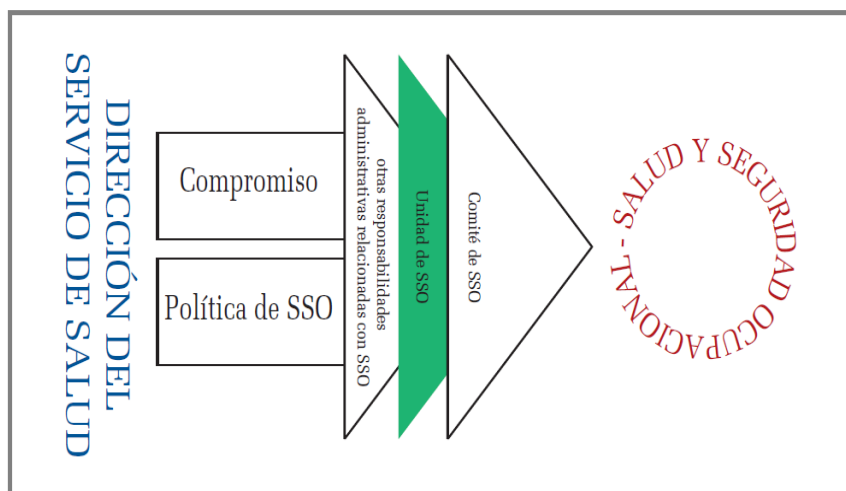 DIRECCIÓN DEL
SERVICIO DE SALUD
Compromiso
Política de SSO
otras responsabilidades
administrativas relacionadas con SSO
Unidad de SSO
Comité de SSO
SALUD Y SEGURIDAD OCUPACIONAL -